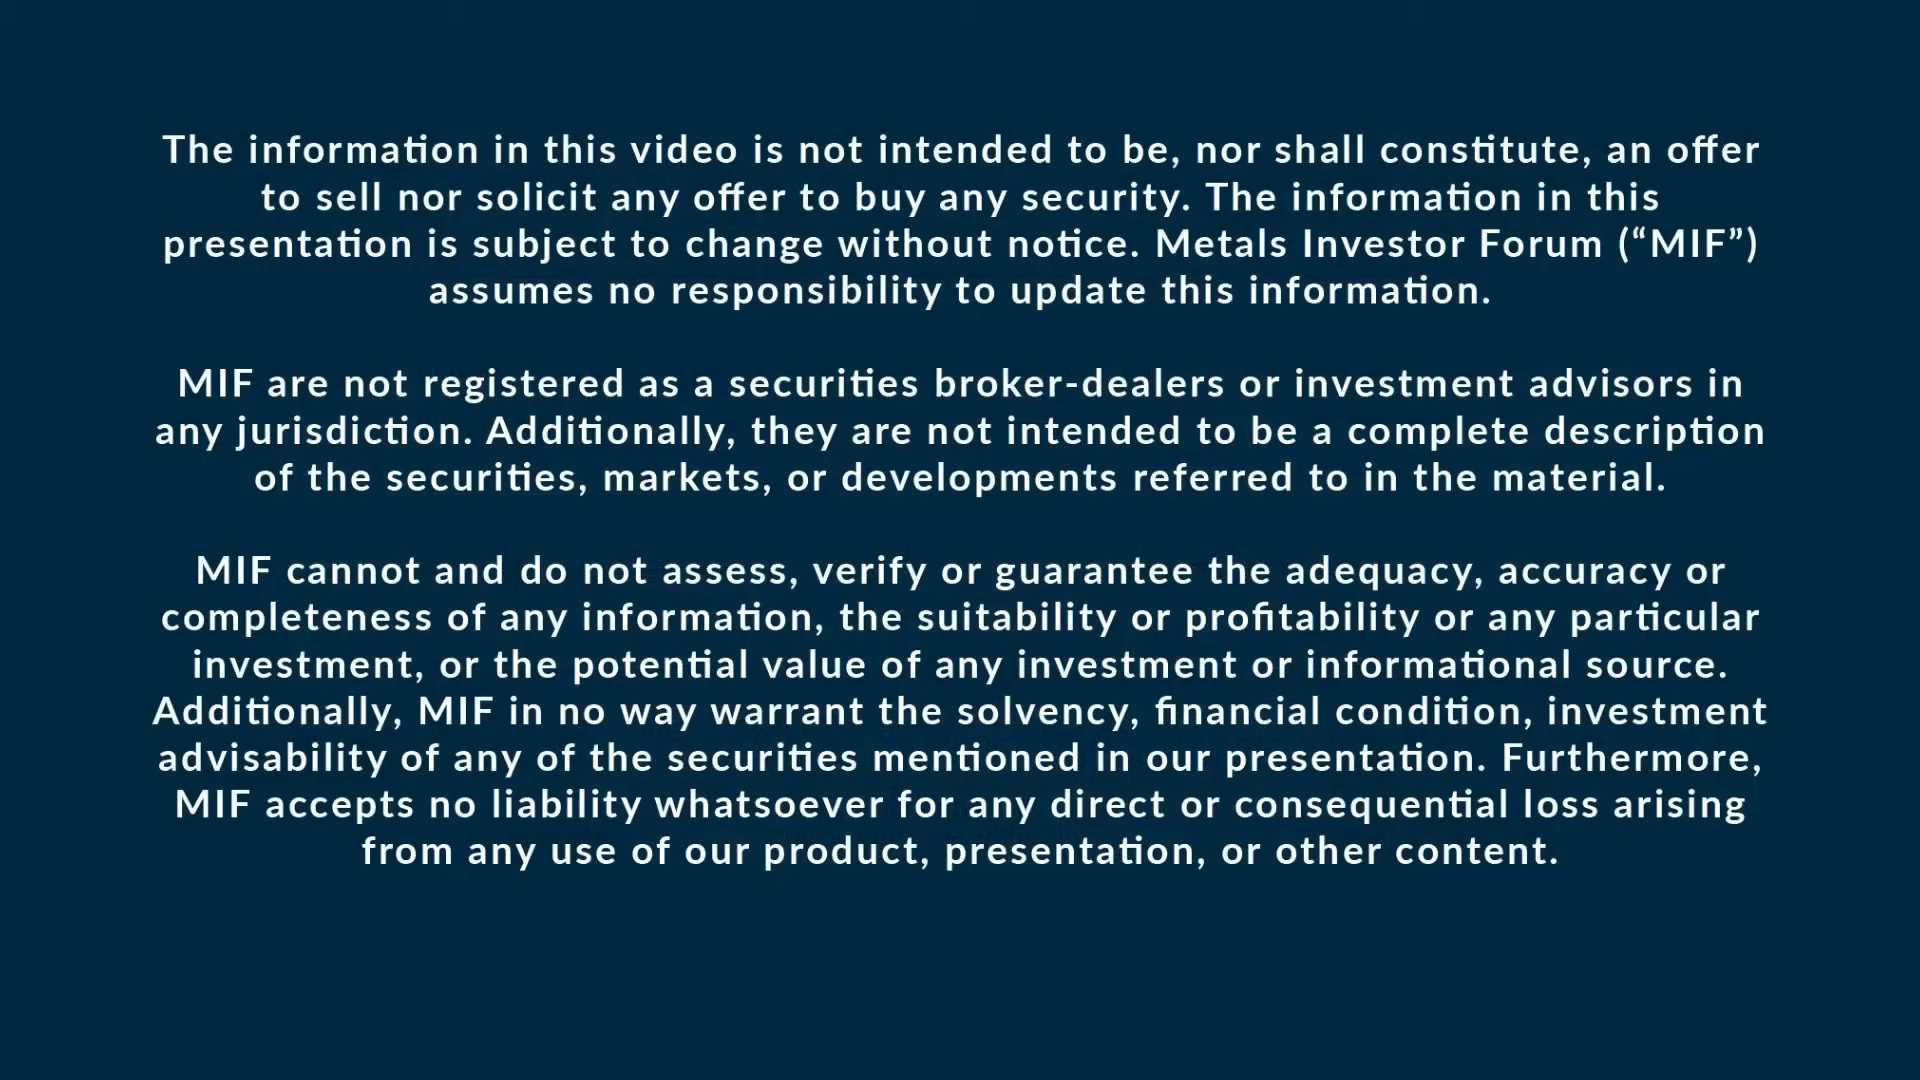 The information in this video is not intended to be, nor shall constitute, an offer
to sell nor solicit any offer to buy any security. The information in this
presentation is subject to change without notice. Metals Investor Forum (“MIF”)
assumes no responsibility to update this information.
MIF are not registered as a securities broker-dealers or investment advisors in
any jurisdiction. Additionally, they are not intended to be a complete description
of the securities, markets, or developments referred to in the material.
MIF cannot and do not assess, verify or guarantee the adequacy, accuracy or
completeness of any information, the suitability or profitability or any particular
investment, or the potential value of any investment or informational source.
Additionally, MIF in no way warrant the solvency, financial condition, investment
advisability of any of the securities mentioned in our presentation. Furthermore,
MIF accepts no liability whatsoever for any direct or consequential loss arising
from any use of our product, presentation, or other content.